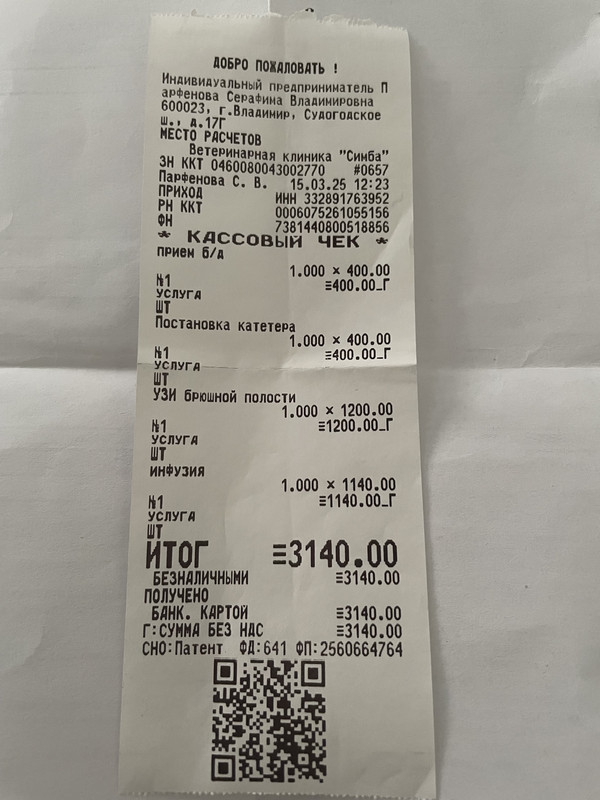 ДОБРО ПОЖАЛОВАТЬ !
Индивидуальный предприниматель П
арфенова Серафима Владимировна
600023, г.Владимир, Судогодское
ш., д.17Г
МЕСТО РАСЧЕТОВ
Ветеринарная клиника "Симба"
ЗН ККТ 0460080043002770 #0657
Парфенова С. В. 15.03.25 12:23
ПРИХОД ИНН 332891763952
РН ККТ 0006075261055156
ФН 7381440800518856
* КАССОВЫЙ ЧЕК *
прием б/д
1.000 × 400.00
№1 ≡400.00_Г
УСЛУГА
ШТ
Постановка катетера
1.000 × 400.00
№1 ≡400.00_Г
УСЛУГА
ШТ
УЗИ брюшной полости
1.000 × 1200.00
№1 ≡1200.00_Г
УСЛУГА
ШТ
инфузия
1.000 × 1140.00
№1 ≡1140.00_Г
УСЛУГА
ШТ
ИТОГ ≡3140.00
БЕЗНАЛИЧНЫМИ ≡3140.00
ПОЛУЧЕНО
БАНК. КАРТОЙ ≡3140.00
Г:СУММА БЕЗ НДС ≡3140.00
СНО:Патент ФД:641 ФП:2560664764